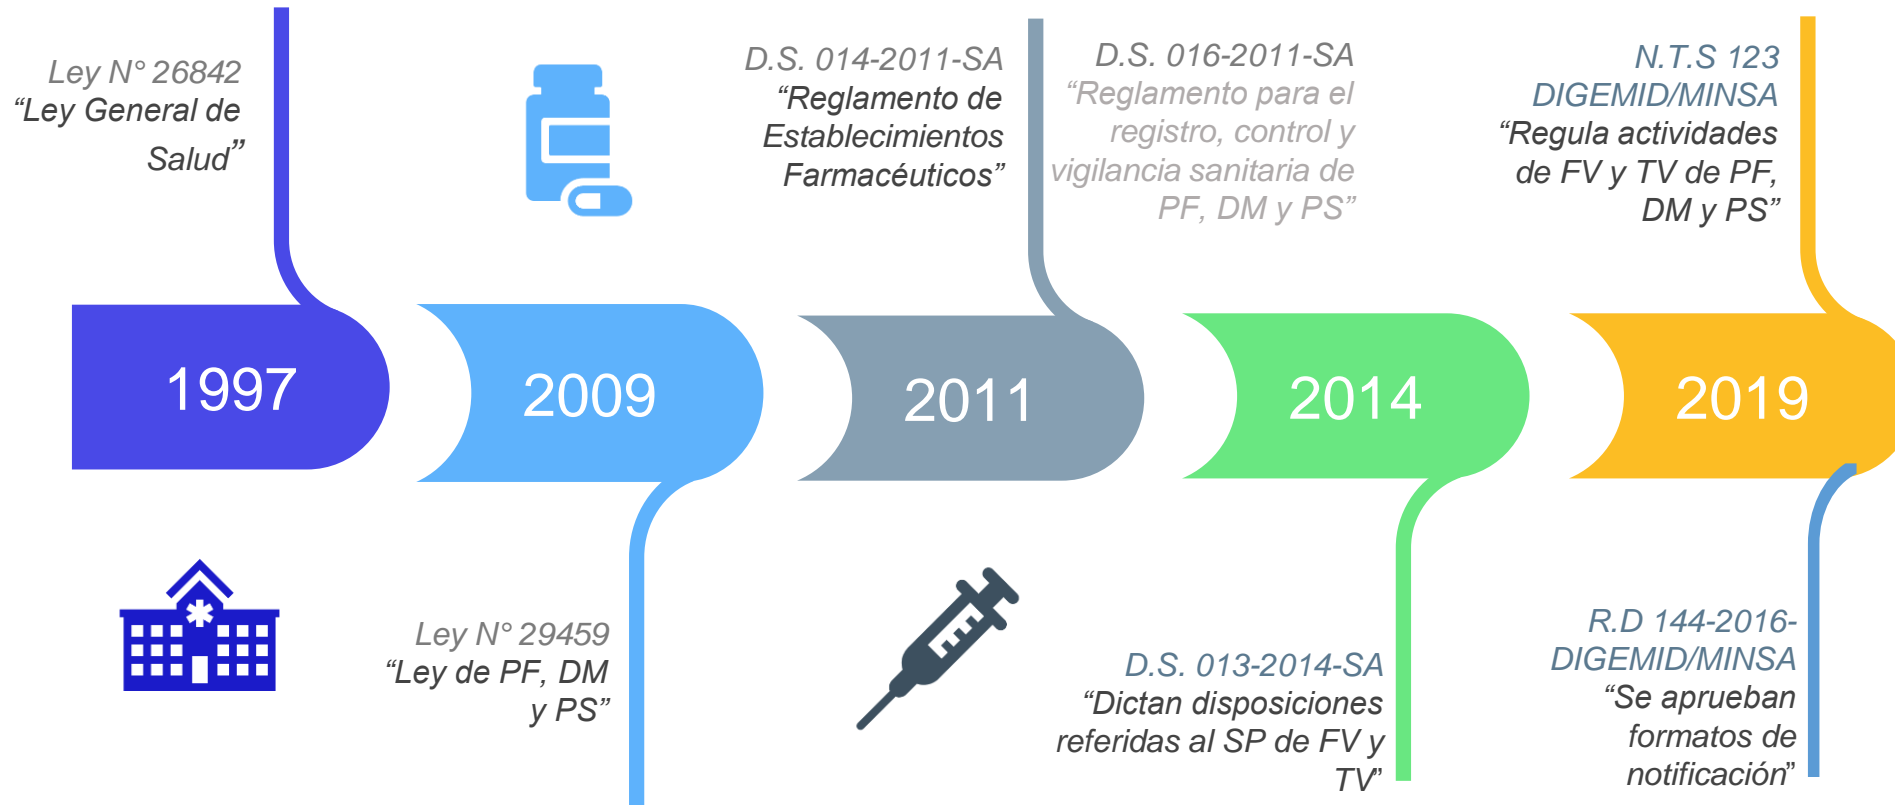 Ley N° 26842
“Ley General de
Salud”
D.S. 014-2011-SA
“Reglamento de
Establecimientos
Farmacéuticos”
D.S. 016-2011-SA
“Reglamento para el
registro, control y
vigilancia sanitaria de
PF, DM y PS”
N.T.S 123
DIGEMID/MINSA
“Regula actividades
de FV y TV de PF,
DM y PS”
1997
2009
2011
2014
2019
Ley N° 29459
“Ley de PF, DM
y PS”
D.S. 013-2014-SA
“Dictan disposiciones
referidas al SP de FV y
TV”
R.D 144-2016-
DIGEMID/MINSA
“Se aprueban
formatos de
notificación”